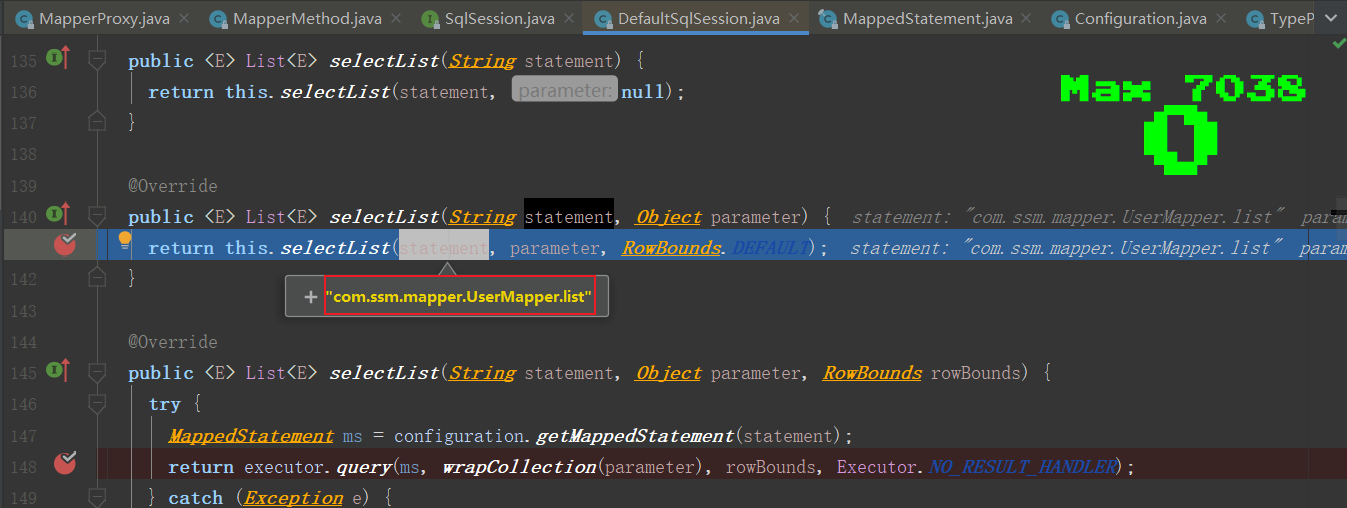 MapperProxy.java × MapperMethod.java × SqlSession.java × DefaultSqlSession.java × MappedStatement.java × Configuration.java × TypeP
135 public <E> List<E> selectList(String statement) {
136 return this.selectList(statement, parameter: null);
137 }
Max 7038
0
138
139 @Override
140 public <E> List<E> selectList(String statement, Object parameter) { statement: "com.ssm.mapper.UserMapper.list" para
return this.selectList(statement, parameter, RowBounds.DEFAULT); statement: "com.ssm.mapper.UserMapper.list" para
142 }
+ "com.ssm.mapper.UserMapper.list"
143
144 @Override
145 public <E> List<E> selectList(String statement, Object parameter, RowBounds rowBounds) {
146 try {
147 MappedStatement ms = configuration.getMappedStatement(statement);
148 return executor.query(ms, wrapCollection(parameter), rowBounds, Executor.NO_RESULT_HANDLER);
149 } catch (Exception e) {